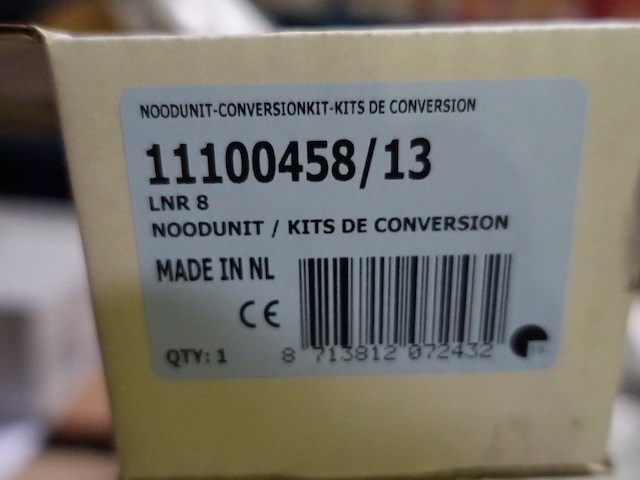 NOODUNIT-CONVERSIONKIT-KITS DE CONVERSION
11100458/13
LNR 8
NOODUNIT / KITS DE CONVERSION
MADE IN NL
CE
QTY: 1
8 713812 072432